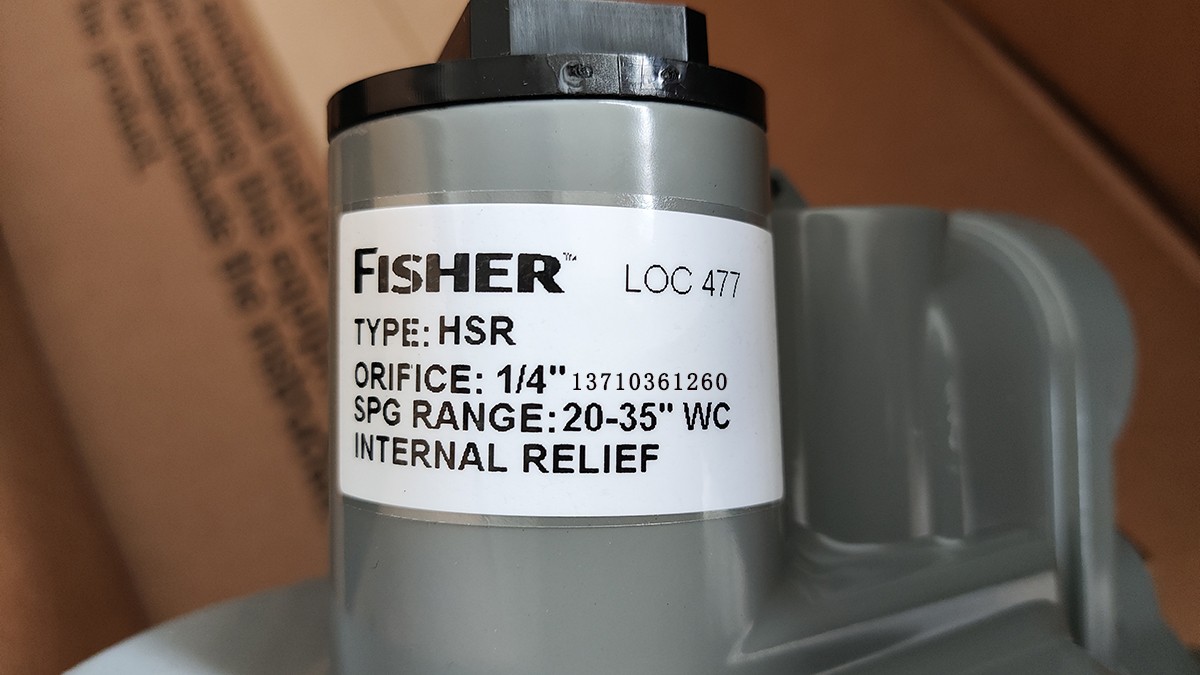 FISHER™ LOC 477
TYPE: HSR
ORIFICE: 1/4" 13710361260
SPG RANGE: 20-35" WC
INTERNAL RELIEF